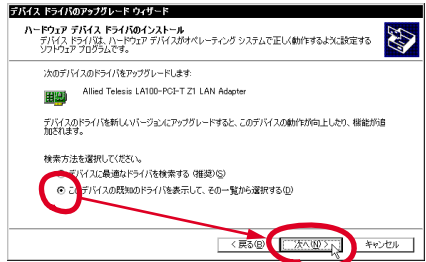 デバイス ドライバのアップグレード ウィザード
ハードウェア デバイス ドライバのインストール
デバイス ドライバは、ハードウェア デバイスがオペレーティング システムで正しく動作するように設定する
ソフトウェア プログラムです。
次のデバイスのドライバをアップグレードします:
Allied Telesis LA100-PCI-T Z1 LAN Adapter
デバイスのドライバを新しいバージョンにアップグレードすると、このデバイスの動作が向上したり、機能が追
加されます。
検索方法を選択してください。
デバイスに最適なドライバを検索する (推奨)(S)
このデバイスの既知のドライバを表示して、その一覧から選択する(D)
< 戻る(B)
次へ(N) >
キャンセル